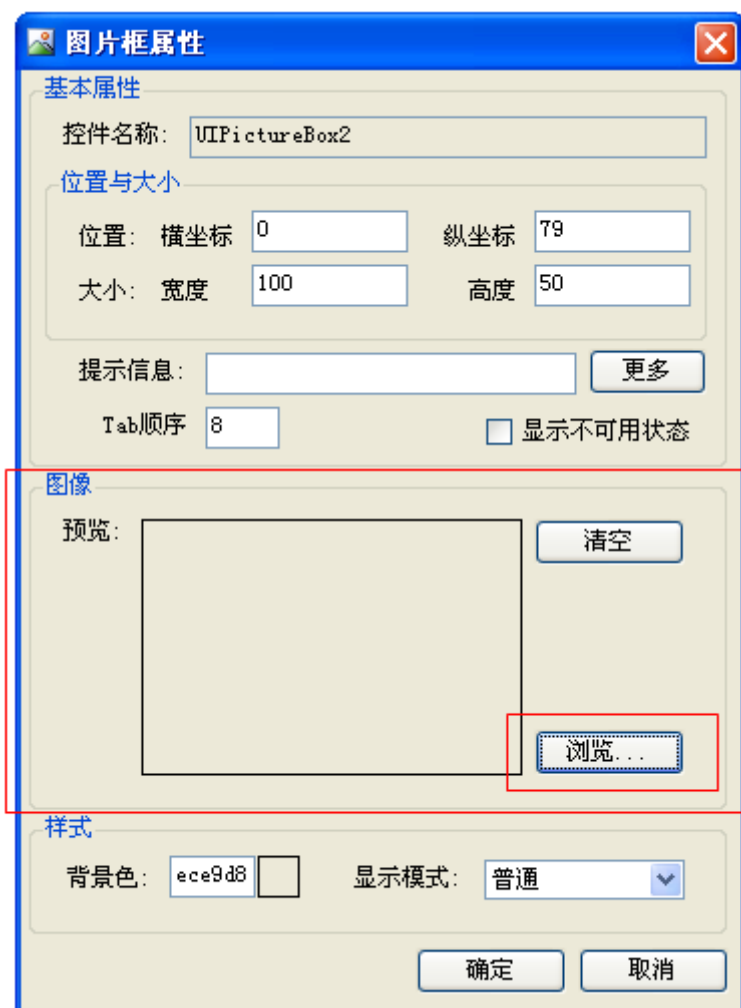 图片框属性
基本属性
控件名称: UIPictureBox2
位置与大小
位置: 横坐标 0 纵坐标 79
大小: 宽度 100 高度 50
提示信息: 更多
Tab顺序 8 显示不可用状态
图像
预览: 清空
浏览...
样式
背景色: ece9d8 显示模式: 普通
确定 取消